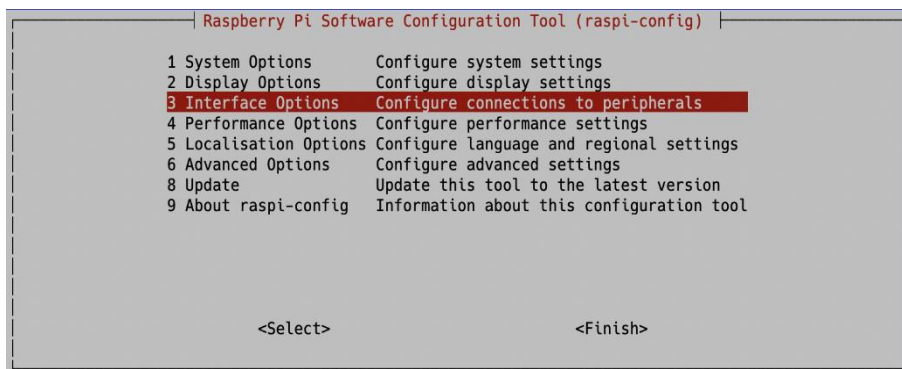 Raspberry Pi Software Configuration Tool (raspi-config)
1 System Options Configure system settings
2 Display Options Configure display settings
3 Interface Options Configure connections to peripherals
4 Performance Options Configure performance settings
5 Localisation Options Configure language and regional settings
6 Advanced Options Configure advanced settings
8 Update Update this tool to the latest version
9 About raspi-config Information about this configuration tool
<Select> <Finish>